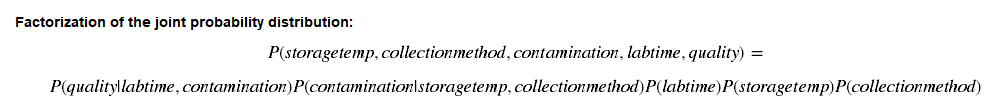 Factorization of the joint probability distribution:
P(storagetemp, collectionmethod, contamination, labtime, quality) =
P(quality|labtime, contamination)P(contamination|storagetemp, collectionmethod)P(labtime)P(storagetemp)P(collectionmethod)